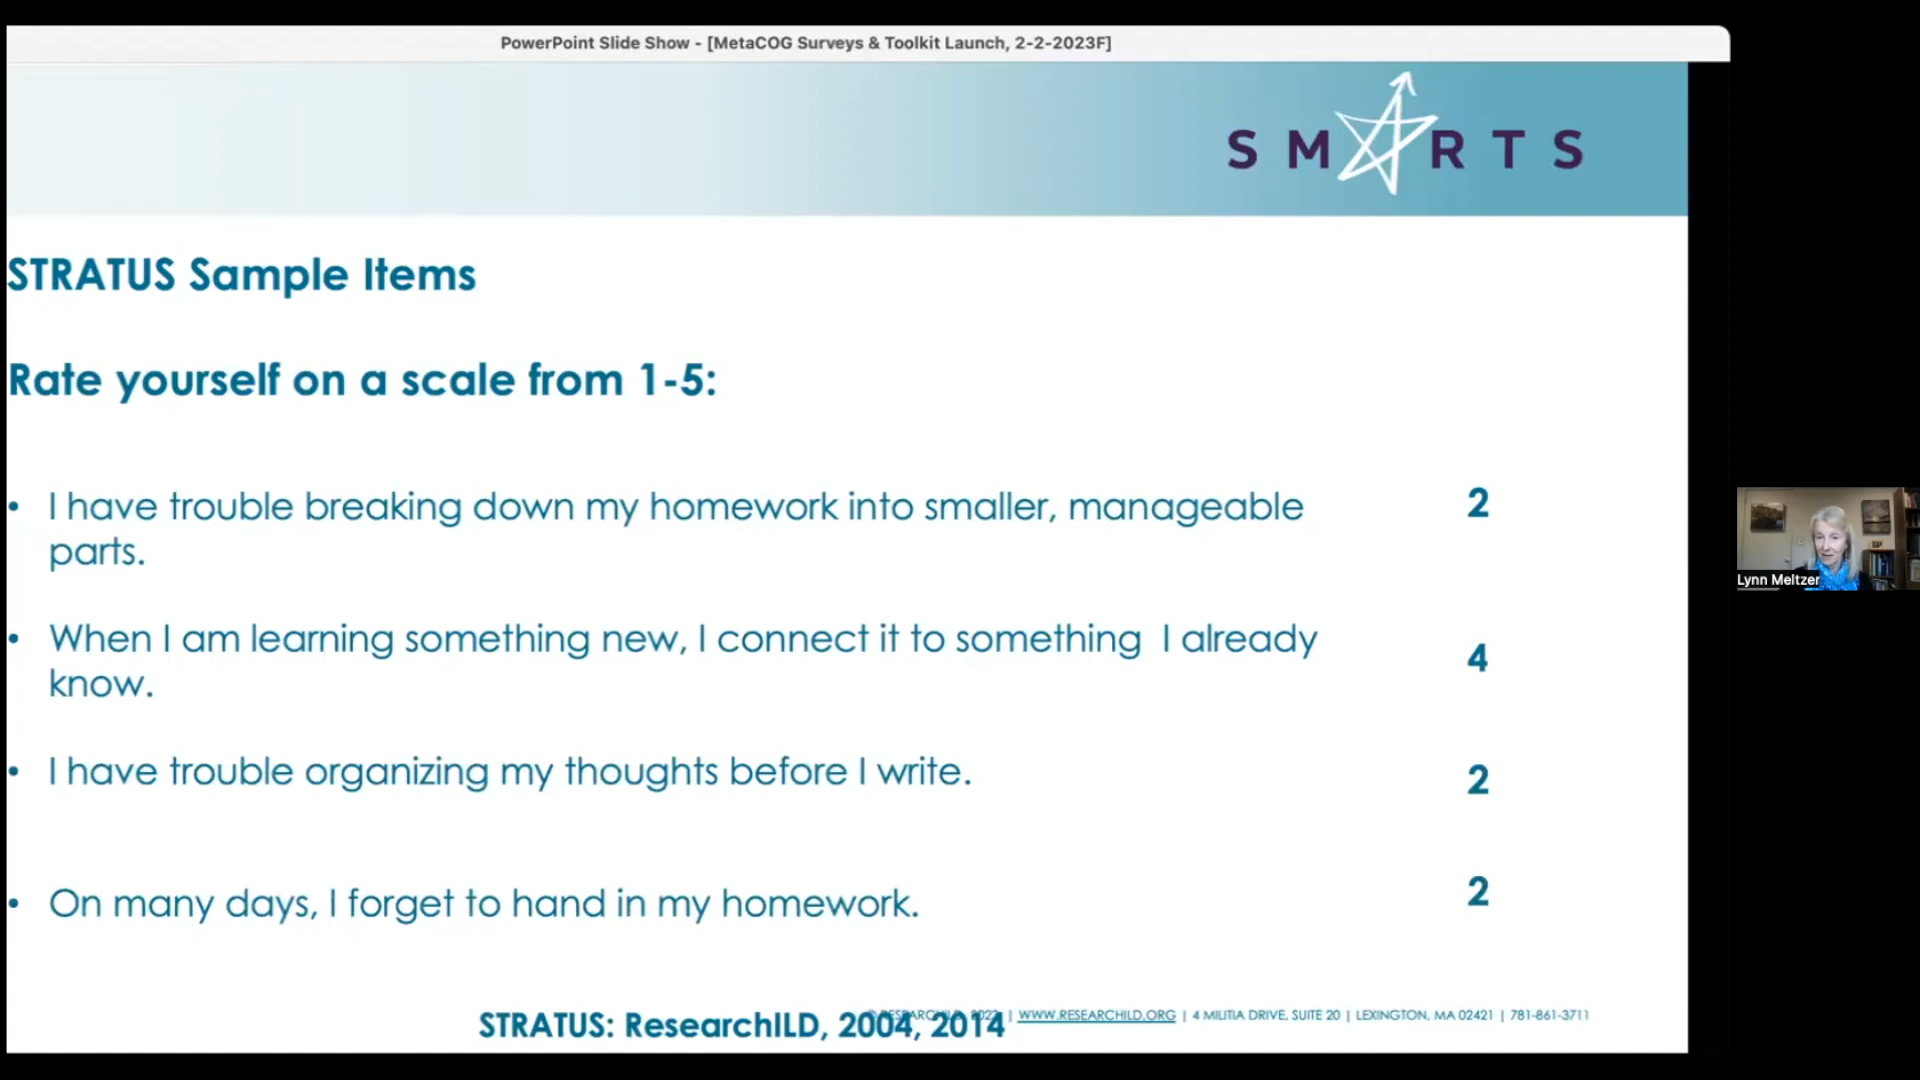 PowerPoint Slide Show - [MetaCOG Surveys & Toolkit Launch, 2-2-2023F]
SMARTS
STRATUS Sample Items
Rate yourself on a scale from 1-5:
• I have trouble breaking down my homework into smaller, manageable 2
parts.
• When I am learning something new, I connect it to something I already
know. 4
• I have trouble organizing my thoughts before I write. 2
• On many days, I forget to hand in my homework. 2
Lynn Meltzer
© RESEARCHILD, | WWW.RESEARCHILD.ORG | 4 MILITIA DRIVE, SUITE 20 | LEXINGTON, MA 02421 | 781-861-3711
STRATUS: ResearchILD, 2004, 2014